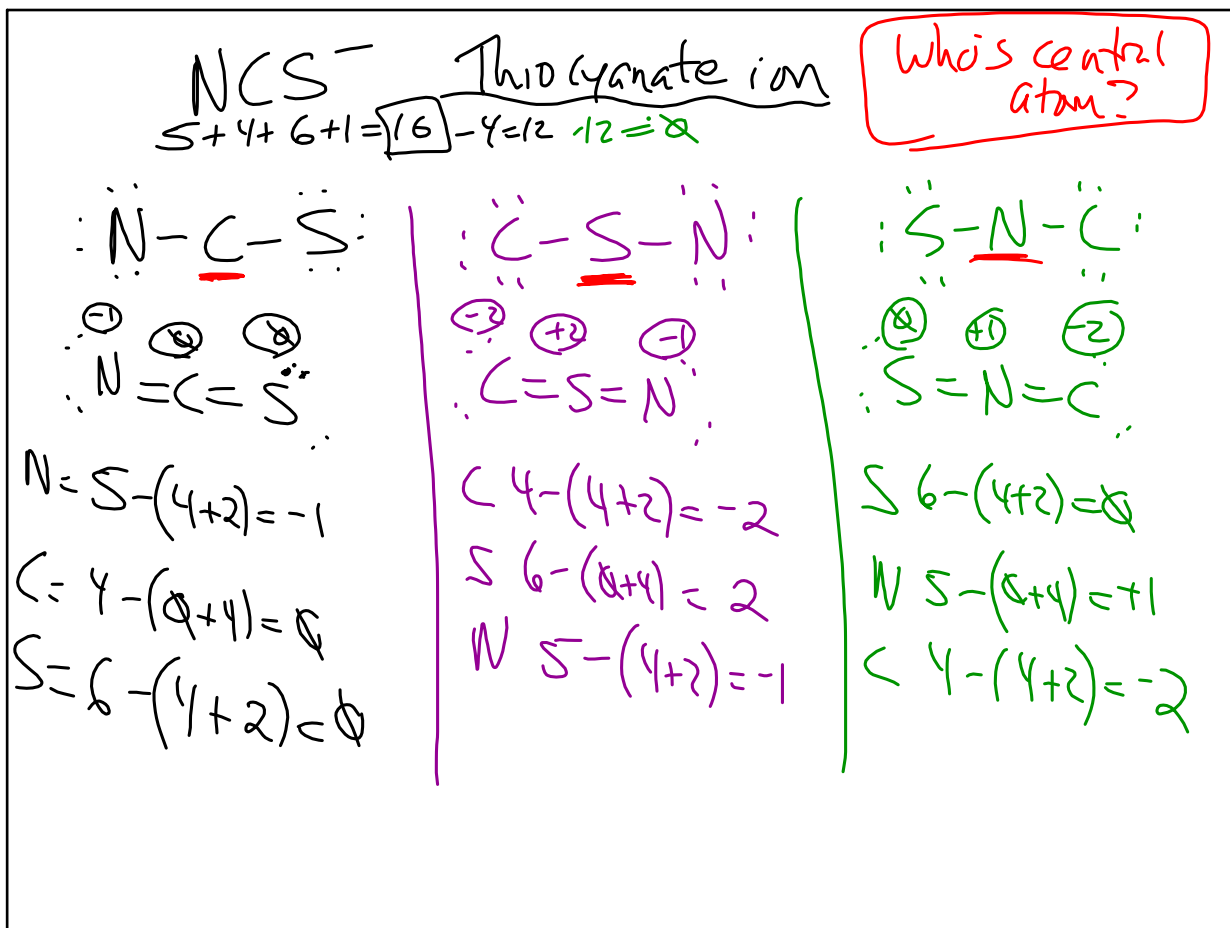 NCS⁻ Thiocyanate ion
Who's central
atom?
5+4+6+1=16 -4=12 -12=0
:N-C-S:
:C-S-N:
:S-N-C:
-1 0 0
-2 +2 -1
0 +1 -2
N=C=S
C=S=N
S=N=C
N=5-(4+2)=-1
C=4-(0+4)=0
S=6-(4+2)=0
C 4-(4+2)=-2
S 6-(0+4)=2
N 5-(4+2)=-1
S 6-(4+2)=0
N 5-(0+4)=+1
C 4-(4+2)=-2